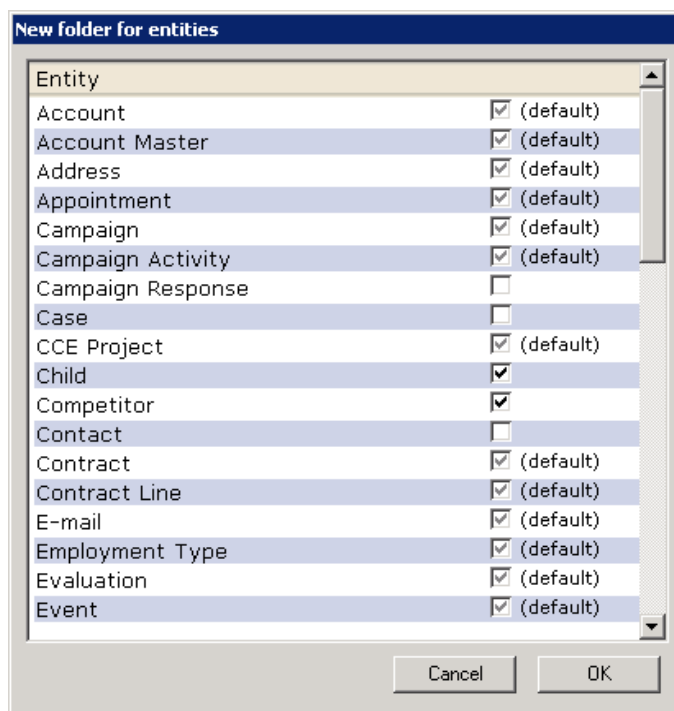 New folder for entities
Entity
Account (default)
Account Master (default)
Address (default)
Appointment (default)
Campaign (default)
Campaign Activity (default)
Campaign Response
Case
CCE Project (default)
Child
Competitor
Contact
Contract (default)
Contract Line (default)
E-mail (default)
Employment Type (default)
Evaluation (default)
Event (default)
Cancel OK